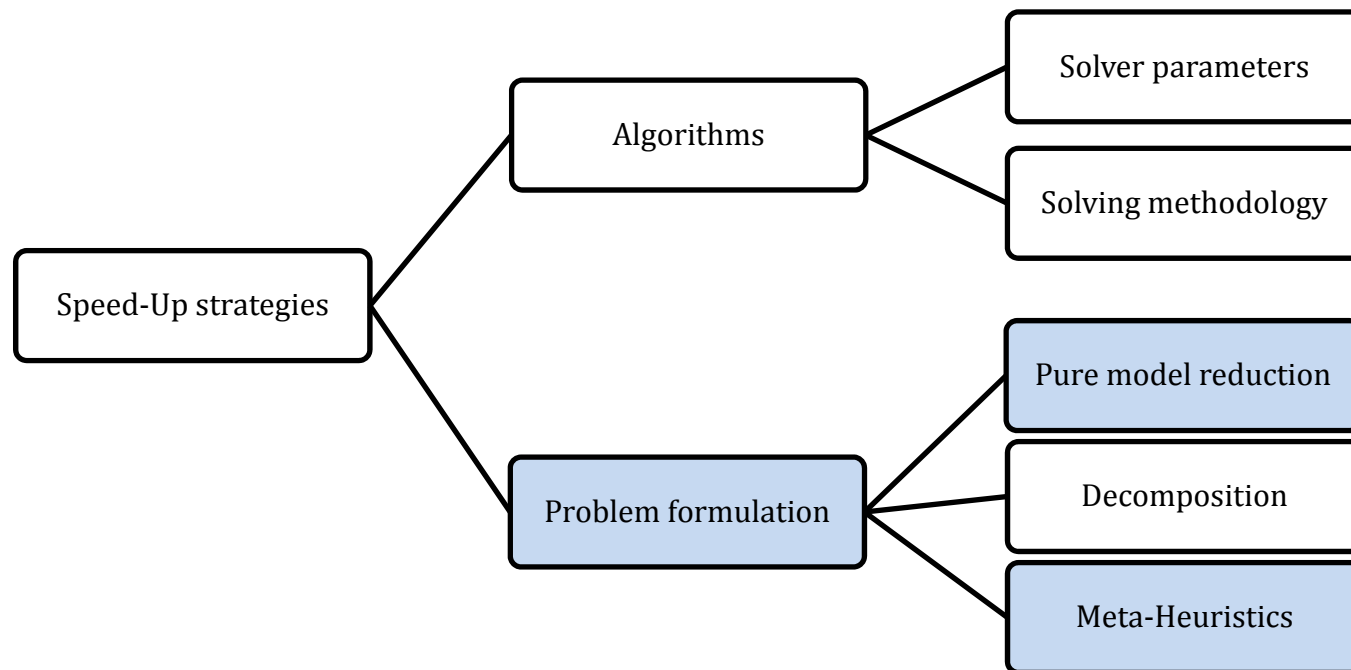 Speed-Up strategies
Algorithms
Solver parameters
Solving methodology
Problem formulation
Pure model reduction
Decomposition
Meta-Heuristics